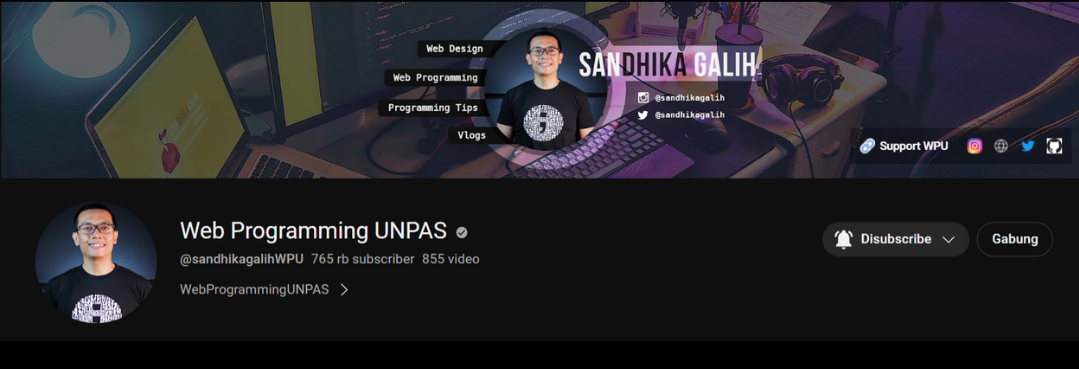 Web Design
Web Programming
Programming Tips
Vlogs
SANDHIKA GALIH
@sandhikagalih
@sandhikagalih
Support WPU
Web Programming UNPAS
@sandhikagalihWPU 765 rb subscriber 855 video
WebProgrammingUNPAS
Disubscribe
Gabung